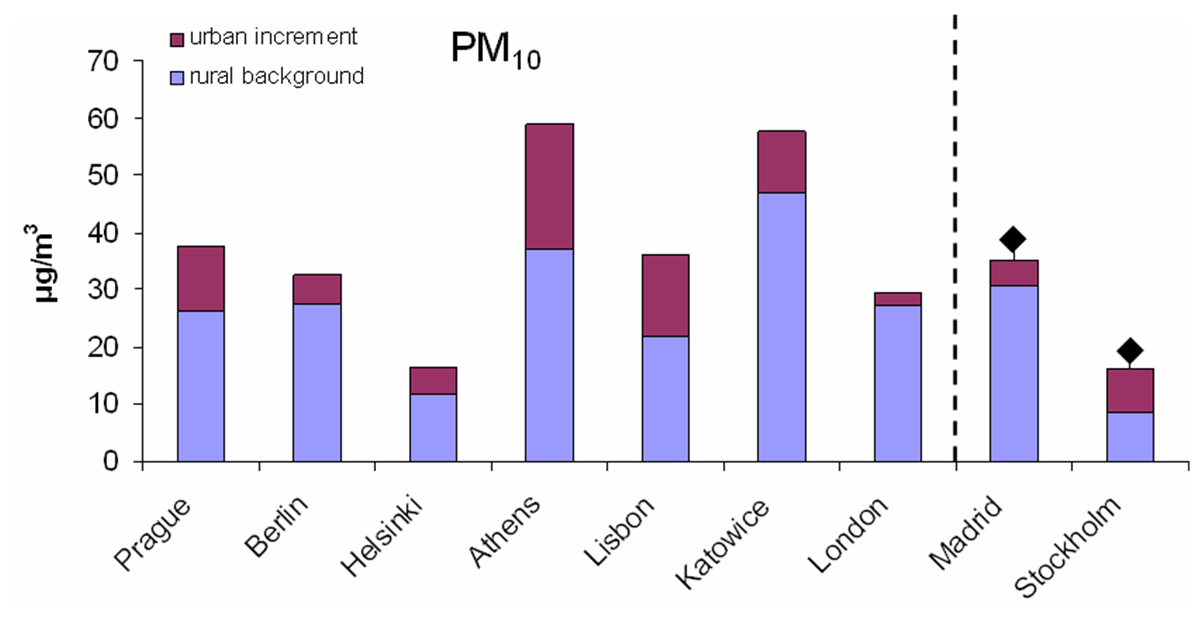 urban increment
PM10
rural background
70
60
50
40
30
20
10
0
µg/m³
Prague
Berlin
Helsinki
Athens
Lisbon
Katowice
London
Madrid
Stockholm